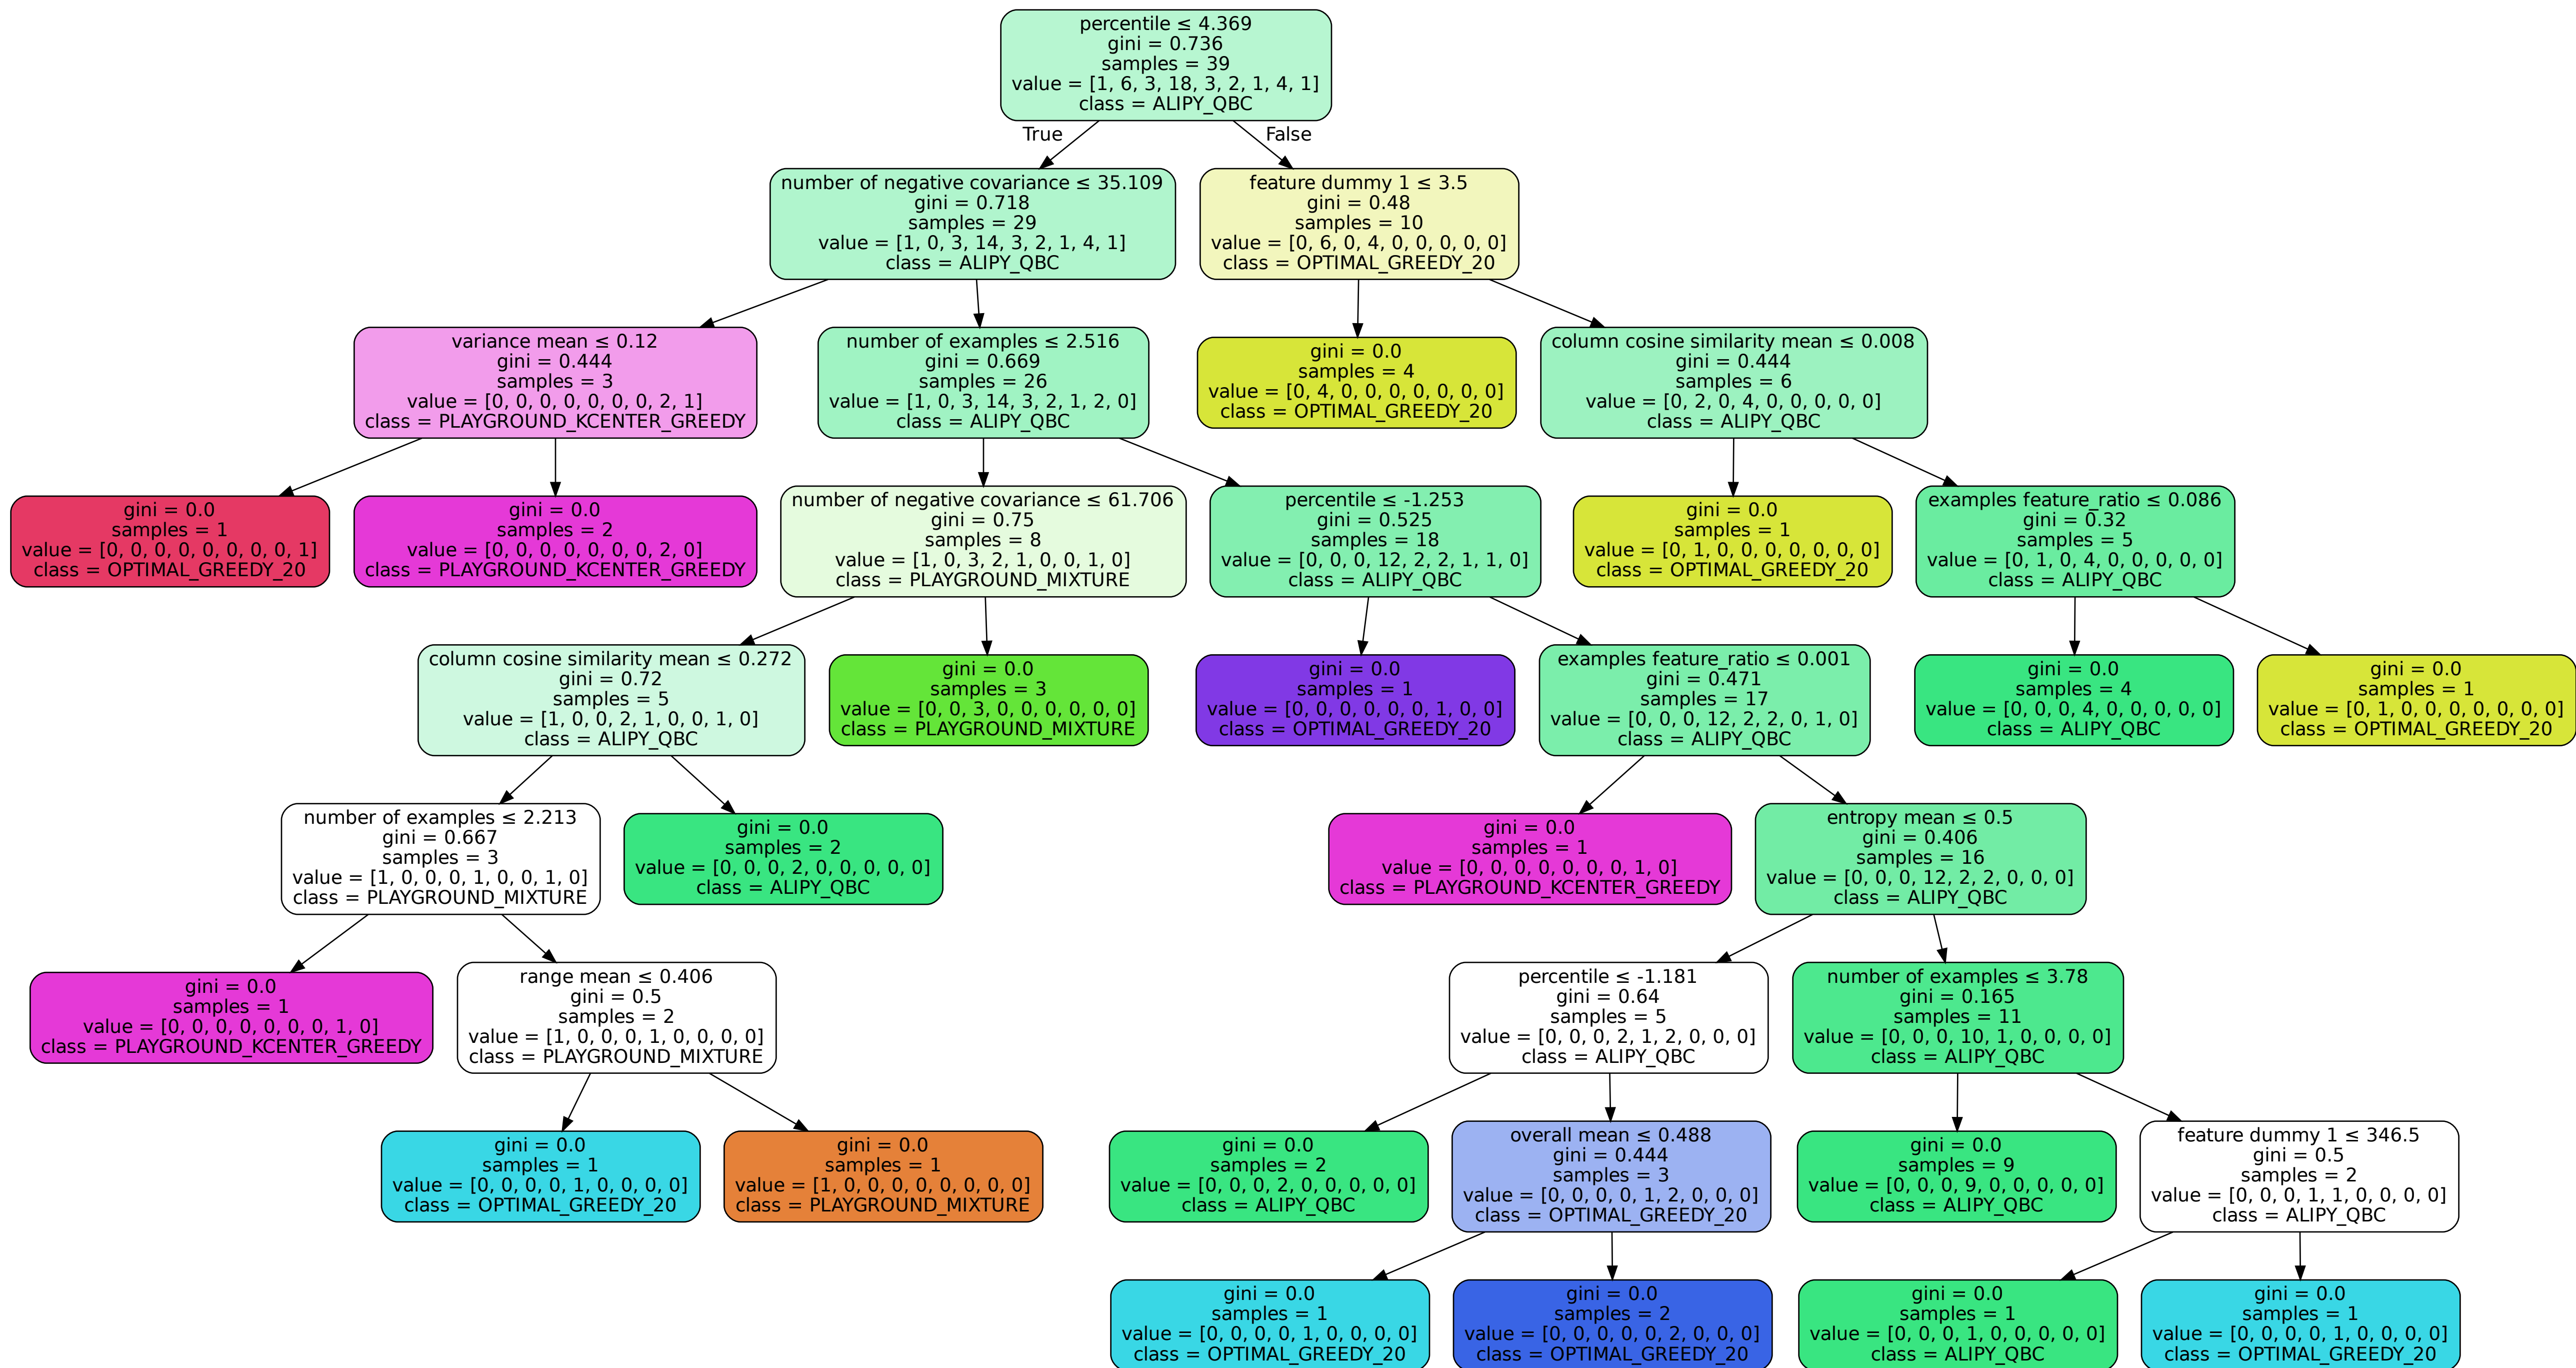 percentile ≤ 4.369
gini = 0.736
samples = 39
value = [1, 6, 3, 18, 3, 2, 1, 4, 1]
class = ALIPY_QBC
True
False
number of negative covariance ≤ 35.109
gini = 0.718
samples = 29
value = [1, 0, 3, 14, 3, 2, 1, 4, 1]
class = ALIPY_QBC
feature dummy 1 ≤ 3.5
gini = 0.48
samples = 10
value = [0, 6, 0, 4, 0, 0, 0, 0, 0]
class = OPTIMAL_GREEDY_20
variance mean ≤ 0.12
gini = 0.444
samples = 3
value = [0, 0, 0, 0, 0, 0, 0, 2, 1]
class = PLAYGROUND_KCENTER_GREEDY
number of examples ≤ 2.516
gini = 0.669
samples = 26
value = [1, 0, 3, 14, 3, 2, 1, 2, 0]
class = ALIPY_QBC
gini = 0.0
samples = 4
value = [0, 4, 0, 0, 0, 0, 0, 0, 0]
class = OPTIMAL_GREEDY_20
column cosine similarity mean ≤ 0.008
gini = 0.444
samples = 6
value = [0, 2, 0, 4, 0, 0, 0, 0, 0]
class = ALIPY_QBC
gini = 0.0
samples = 1
value = [0, 0, 0, 0, 0, 0, 0, 0, 1]
class = OPTIMAL_GREEDY_20
gini = 0.0
samples = 2
value = [0, 0, 0, 0, 0, 0, 0, 2, 0]
class = PLAYGROUND_KCENTER_GREEDY
number of negative covariance ≤ 61.706
gini = 0.75
samples = 8
value = [1, 0, 3, 2, 1, 0, 0, 1, 0]
class = PLAYGROUND_MIXTURE
percentile ≤ -1.253
gini = 0.525
samples = 18
value = [0, 0, 0, 12, 2, 2, 1, 1, 0]
class = ALIPY_QBC
gini = 0.0
samples = 1
value = [0, 1, 0, 0, 0, 0, 0, 0, 0]
class = OPTIMAL_GREEDY_20
examples feature_ratio ≤ 0.086
gini = 0.32
samples = 5
value = [0, 1, 0, 4, 0, 0, 0, 0, 0]
class = ALIPY_QBC
column cosine similarity mean ≤ 0.272
gini = 0.72
samples = 5
value = [1, 0, 0, 2, 1, 0, 0, 1, 0]
class = ALIPY_QBC
gini = 0.0
samples = 3
value = [0, 0, 3, 0, 0, 0, 0, 0, 0]
class = PLAYGROUND_MIXTURE
gini = 0.0
samples = 1
value = [0, 0, 0, 0, 0, 0, 1, 0, 0]
class = OPTIMAL_GREEDY_20
examples feature_ratio ≤ 0.001
gini = 0.471
samples = 17
value = [0, 0, 0, 12, 2, 2, 0, 1, 0]
class = ALIPY_QBC
gini = 0.0
samples = 4
value = [0, 0, 0, 4, 0, 0, 0, 0, 0]
class = ALIPY_QBC
gini = 0.0
samples = 1
value = [0, 1, 0, 0, 0, 0, 0, 0, 0]
class = OPTIMAL_GREEDY_20
number of examples ≤ 2.213
gini = 0.667
samples = 3
value = [1, 0, 0, 0, 1, 0, 0, 1, 0]
class = PLAYGROUND_MIXTURE
gini = 0.0
samples = 2
value = [0, 0, 0, 2, 0, 0, 0, 0, 0]
class = ALIPY_QBC
gini = 0.0
samples = 1
value = [0, 0, 0, 0, 0, 0, 0, 1, 0]
class = PLAYGROUND_KCENTER_GREEDY
entropy mean ≤ 0.5
gini = 0.406
samples = 16
value = [0, 0, 0, 12, 2, 2, 0, 0, 0]
class = ALIPY_QBC
gini = 0.0
samples = 1
value = [0, 0, 0, 0, 0, 0, 0, 1, 0]
class = PLAYGROUND_KCENTER_GREEDY
range mean ≤ 0.406
gini = 0.5
samples = 2
value = [1, 0, 0, 0, 1, 0, 0, 0, 0]
class = PLAYGROUND_MIXTURE
percentile ≤ -1.181
gini = 0.64
samples = 5
value = [0, 0, 0, 2, 1, 2, 0, 0, 0]
class = ALIPY_QBC
number of examples ≤ 3.78
gini = 0.165
samples = 11
value = [0, 0, 0, 10, 1, 0, 0, 0, 0]
class = ALIPY_QBC
gini = 0.0
samples = 1
value = [0, 0, 0, 0, 1, 0, 0, 0, 0]
class = OPTIMAL_GREEDY_20
gini = 0.0
samples = 1
value = [1, 0, 0, 0, 0, 0, 0, 0, 0]
class = PLAYGROUND_MIXTURE
gini = 0.0
samples = 2
value = [0, 0, 0, 2, 0, 0, 0, 0, 0]
class = ALIPY_QBC
overall mean ≤ 0.488
gini = 0.444
samples = 3
value = [0, 0, 0, 0, 1, 2, 0, 0, 0]
class = OPTIMAL_GREEDY_20
gini = 0.0
samples = 9
value = [0, 0, 0, 9, 0, 0, 0, 0, 0]
class = ALIPY_QBC
feature dummy 1 ≤ 346.5
gini = 0.5
samples = 2
value = [0, 0, 0, 1, 1, 0, 0, 0, 0]
class = ALIPY_QBC
gini = 0.0
samples = 1
value = [0, 0, 0, 0, 1, 0, 0, 0, 0]
class = OPTIMAL_GREEDY_20
gini = 0.0
samples = 2
value = [0, 0, 0, 0, 0, 2, 0, 0, 0]
class = OPTIMAL_GREEDY_20
gini = 0.0
samples = 1
value = [0, 0, 0, 1, 0, 0, 0, 0, 0]
class = ALIPY_QBC
gini = 0.0
samples = 1
value = [0, 0, 0, 0, 1, 0, 0, 0, 0]
class = OPTIMAL_GREEDY_20